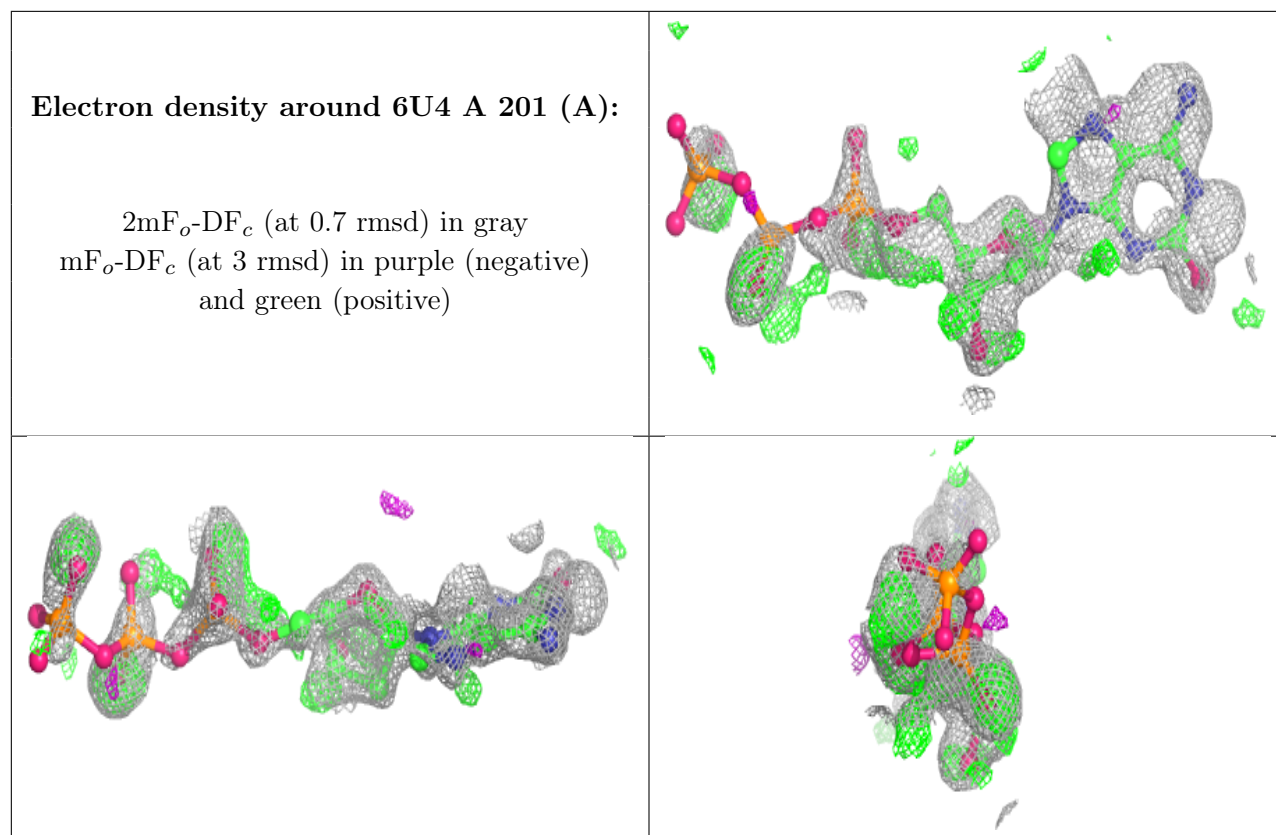 Electron density around 6U4 A 201 (A):
2mFo-DFc (at 0.7 rmsd) in gray
mFo-DFc (at 3 rmsd) in purple (negative)
and green (positive)